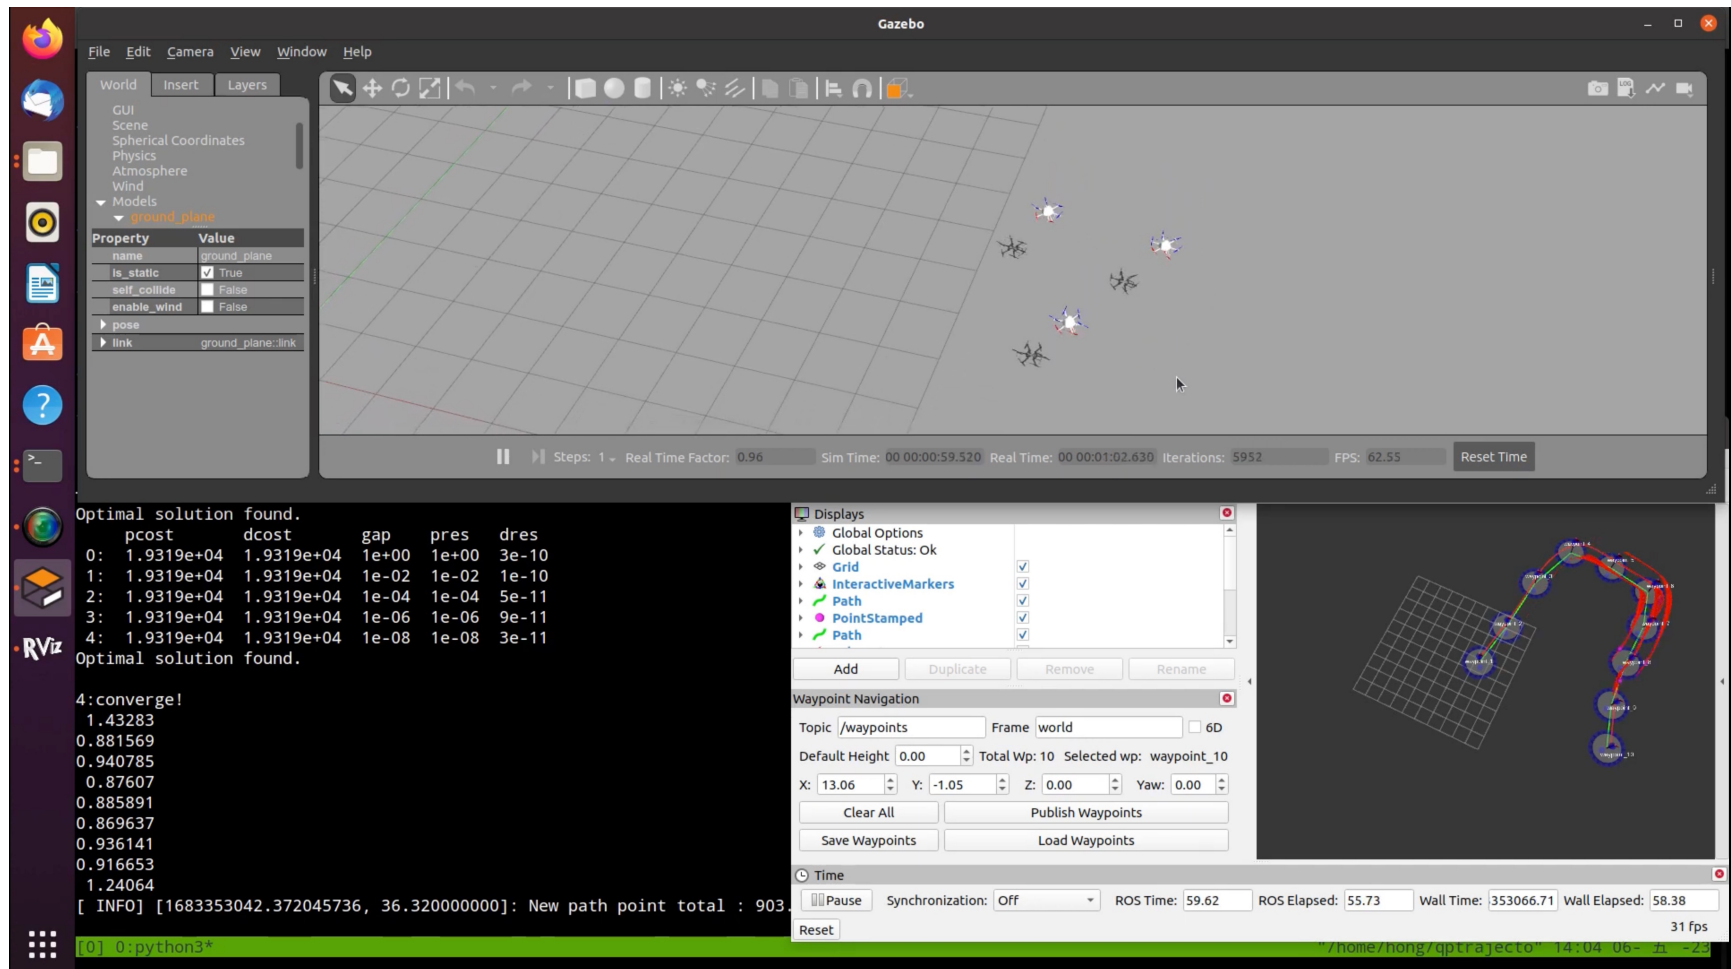 Gazebo
File Edit Camera View Window Help
World Insert Layers
GUI
Scene
Spherical Coordinates
Physics
Atmosphere
Wind
Models
ground_plane
Property Value
name ground_plane
is_static True
self_collide False
enable_wind False
pose
link ground_plane::link
Steps: 1 Real Time Factor: 0.96 Sim Time: 00 00:00:59.520 Real Time: 00 00:01:02.630 Iterations: 5952 FPS: 62.55 Reset Time
RViz
Optimal solution found.
pcost dcost gap pres dres
0: 1.9319e+04 1.9319e+04 1e+00 1e+00 3e-10
1: 1.9319e+04 1.9319e+04 1e-02 1e-02 1e-10
2: 1.9319e+04 1.9319e+04 1e-04 1e-04 5e-11
3: 1.9319e+04 1.9319e+04 1e-06 1e-06 9e-11
4: 1.9319e+04 1.9319e+04 1e-08 1e-08 3e-11
Optimal solution found.
4:converge!
1.43283
0.881569
0.940785
0.87607
0.885891
0.869637
0.936141
0.916653
1.24064
[ INFO] [1683353042.372045736, 36.320000000]: New path point total : 903.
[0] 0:python3*
"/home/hong/qptrajecto" 14:04 06- 五 -23
Displays
Global Options
Global Status: Ok
Grid
InteractiveMarkers
Path
PointStamped
Path
Add Duplicate Remove Rename
Waypoint Navigation
Topic /waypoints Frame world 6D
Default Height 0.00 Total Wp: 10 Selected wp: waypoint_10
X: 13.06 Y: -1.05 Z: 0.00 Yaw: 0.00
Clear All Publish Waypoints
Save Waypoints Load Waypoints
Time
Pause Synchronization: Off ROS Time: 59.62 ROS Elapsed: 55.73 Wall Time: 353066.71 Wall Elapsed: 58.38
Reset 31 fps